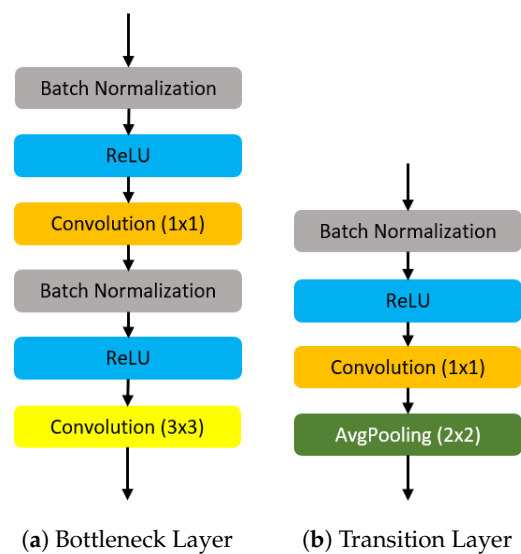 Batch Normalization
ReLU
Convolution (1x1)
Batch Normalization
ReLU
Convolution (3x3)
(a) Bottleneck Layer
Batch Normalization
ReLU
Convolution (1x1)
AvgPooling (2x2)
(b) Transition Layer